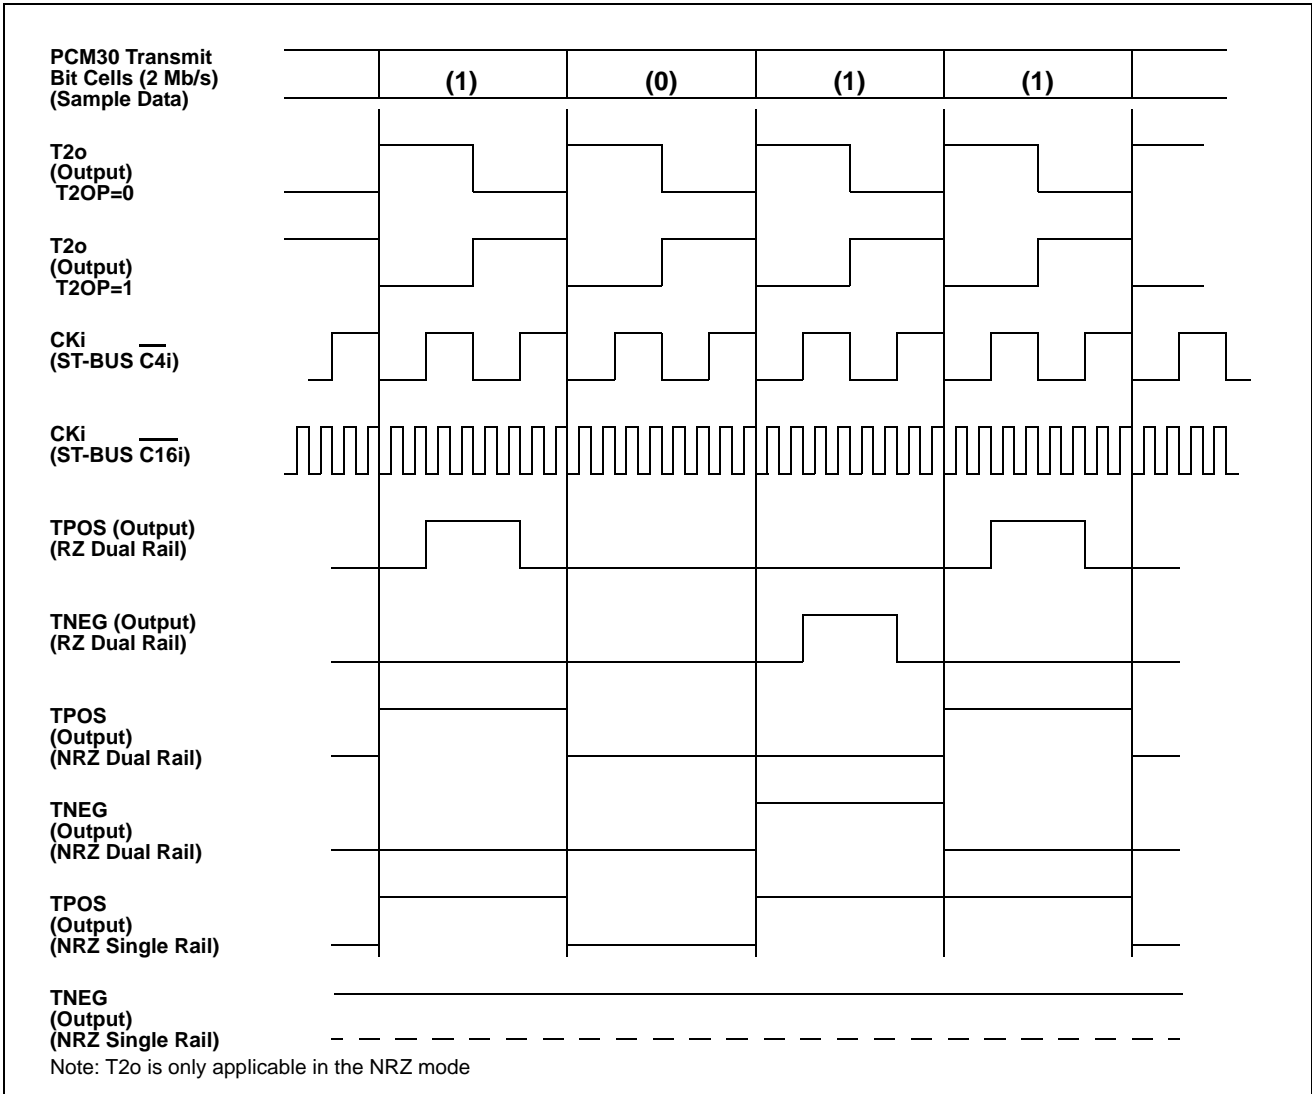 PCM30 Transmit
Bit Cells (2 Mb/s)
(Sample Data)
(1)
(0)
(1)
(1)
T2o
(Output)
T2OP=0
T2o
(Output)
T2OP=1
CKi
(ST-BUS C4i)
CKi
(ST-BUS C16i)
TPOS (Output)
(RZ Dual Rail)
TNEG (Output)
(RZ Dual Rail)
TPOS
(Output)
(NRZ Dual Rail)
TNEG
(Output)
(NRZ Dual Rail)
TPOS
(Output)
(NRZ Single Rail)
TNEG
(Output)
(NRZ Single Rail)
Note: T2o is only applicable in the NRZ mode